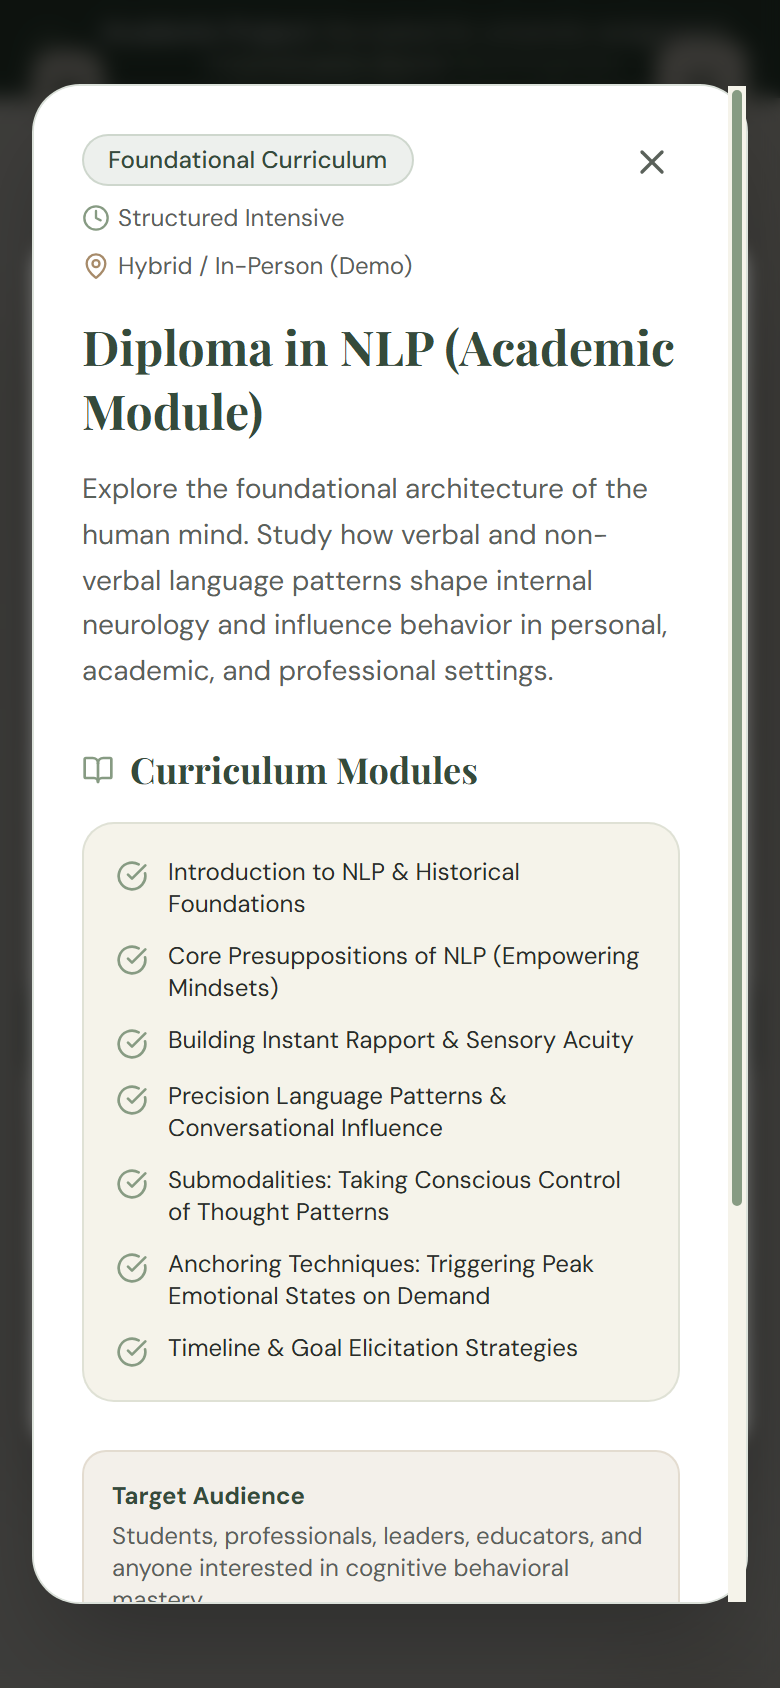 Foundational Curriculum
Structured Intensive
Hybrid / In-Person (Demo)
Diploma in NLP (Academic
Module)
Explore the foundational architecture of the
human mind. Study how verbal and non-
verbal language patterns shape internal
neurology and influence behavior in personal,
academic, and professional settings.
Curriculum Modules
Introduction to NLP & Historical
Foundations
Core Presuppositions of NLP (Empowering
Mindsets)
Building Instant Rapport & Sensory Acuity
Precision Language Patterns &
Conversational Influence
Submodalities: Taking Conscious Control
of Thought Patterns
Anchoring Techniques: Triggering Peak
Emotional States on Demand
Timeline & Goal Elicitation Strategies
Target Audience
Students, professionals, leaders, educators, and
anyone interested in cognitive behavioral
mastery